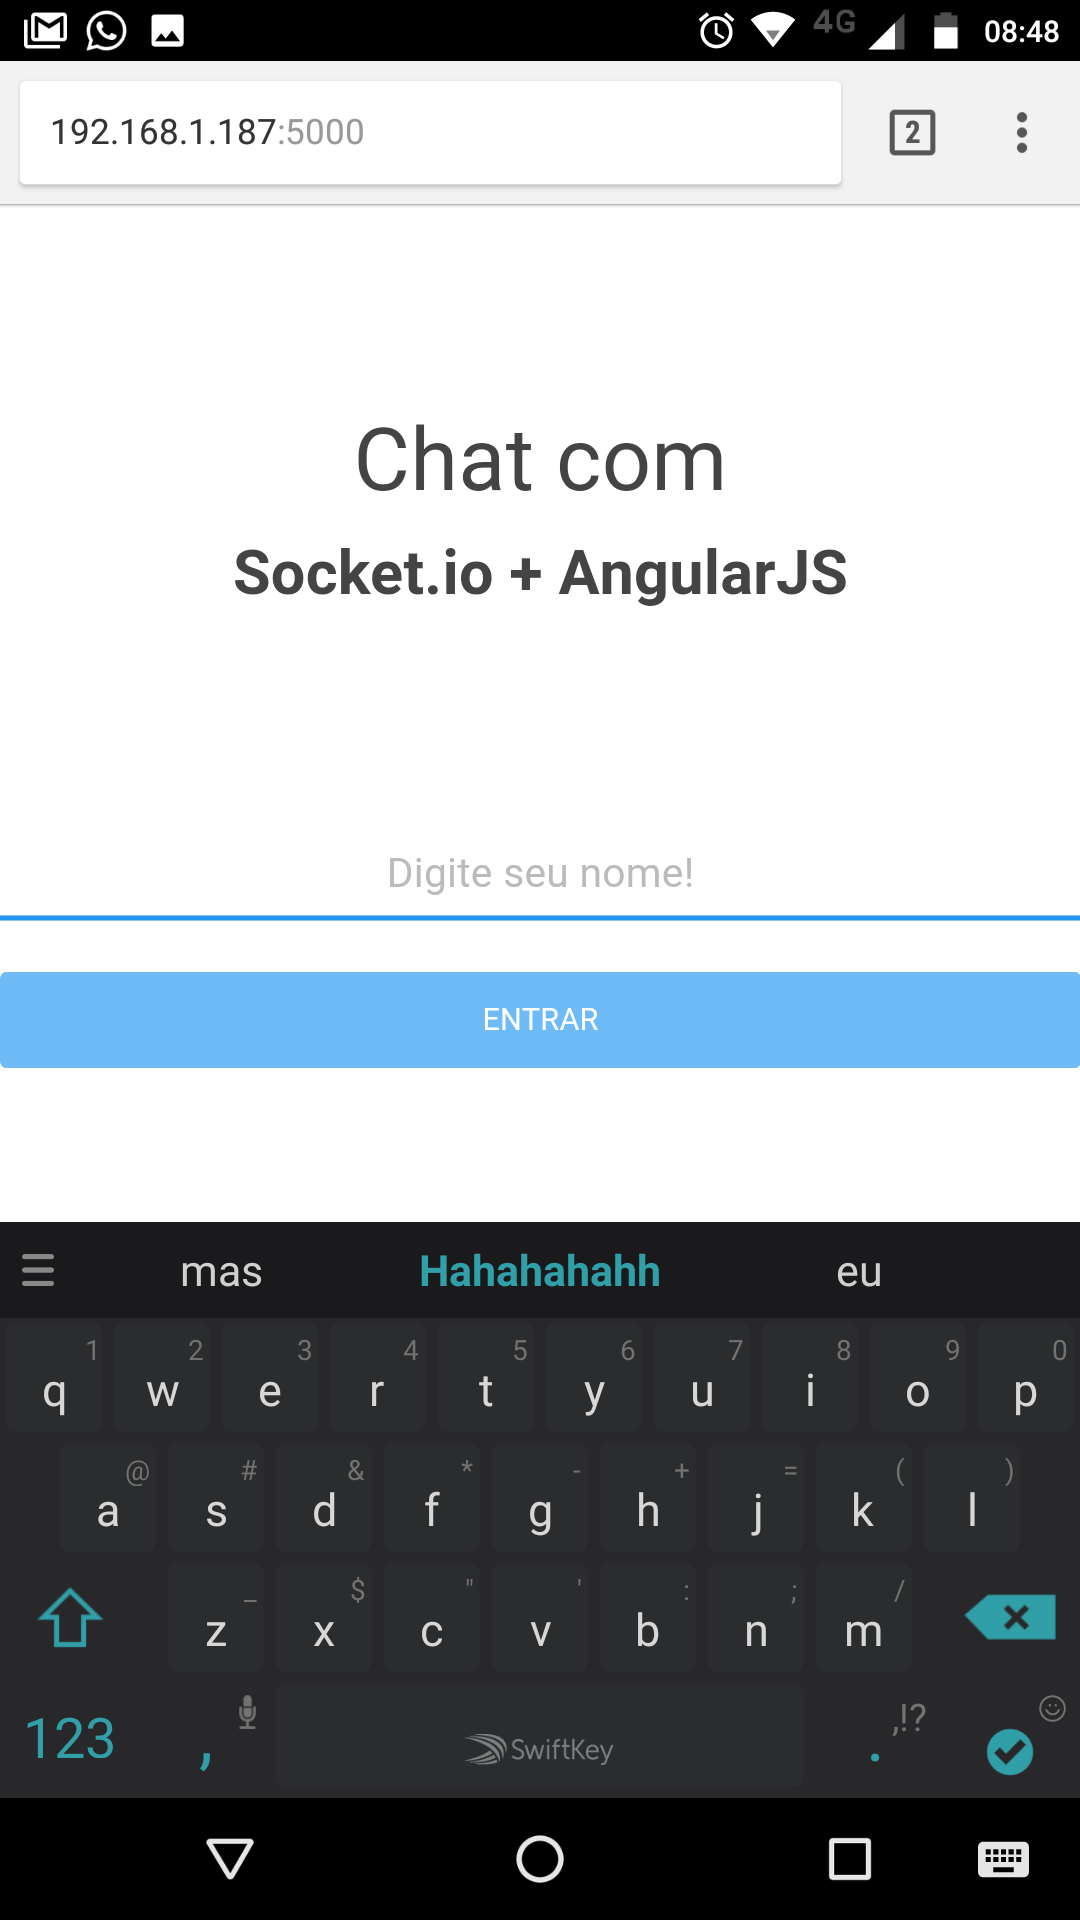 4G 08:48
192.168.1.187:5000 2
Chat com
Socket.io + AngularJS
Digite seu nome!
ENTRAR
mas Hahahahahh eu
1 2 3 4 5 6 7 8 9 0
q w e r t y u i o p
@ # & * - + = ( )
a s d f g h j k l
_ $ " ' : ; /
z x c v b n m
123 , SwiftKey . ,!?